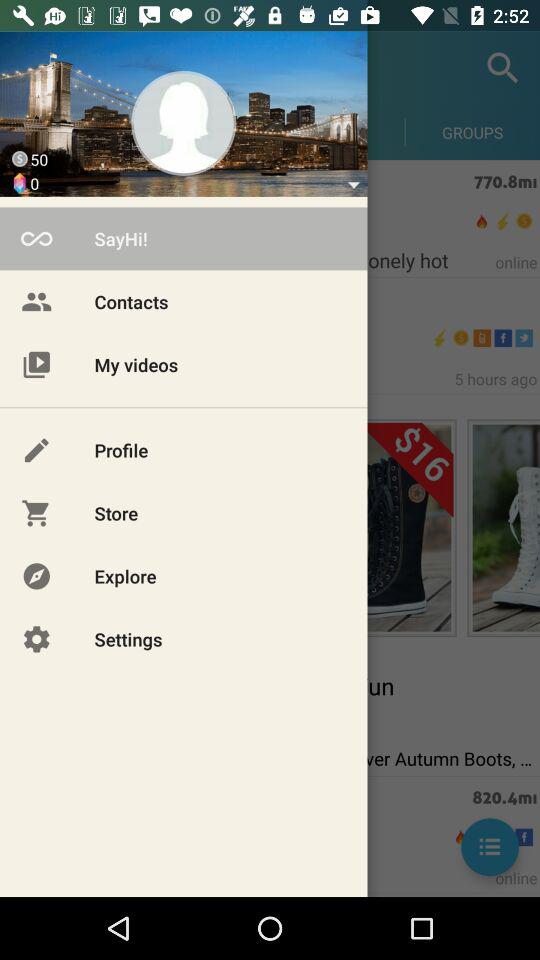 2:52
GROUPS
50
0
770.8mi
SayHi!
onely hot
online
Contacts
My videos
5 hours ago
$16
Profile
Store
Explore
Settings
un
ver Autumn Boots, ...
820.4mi
online